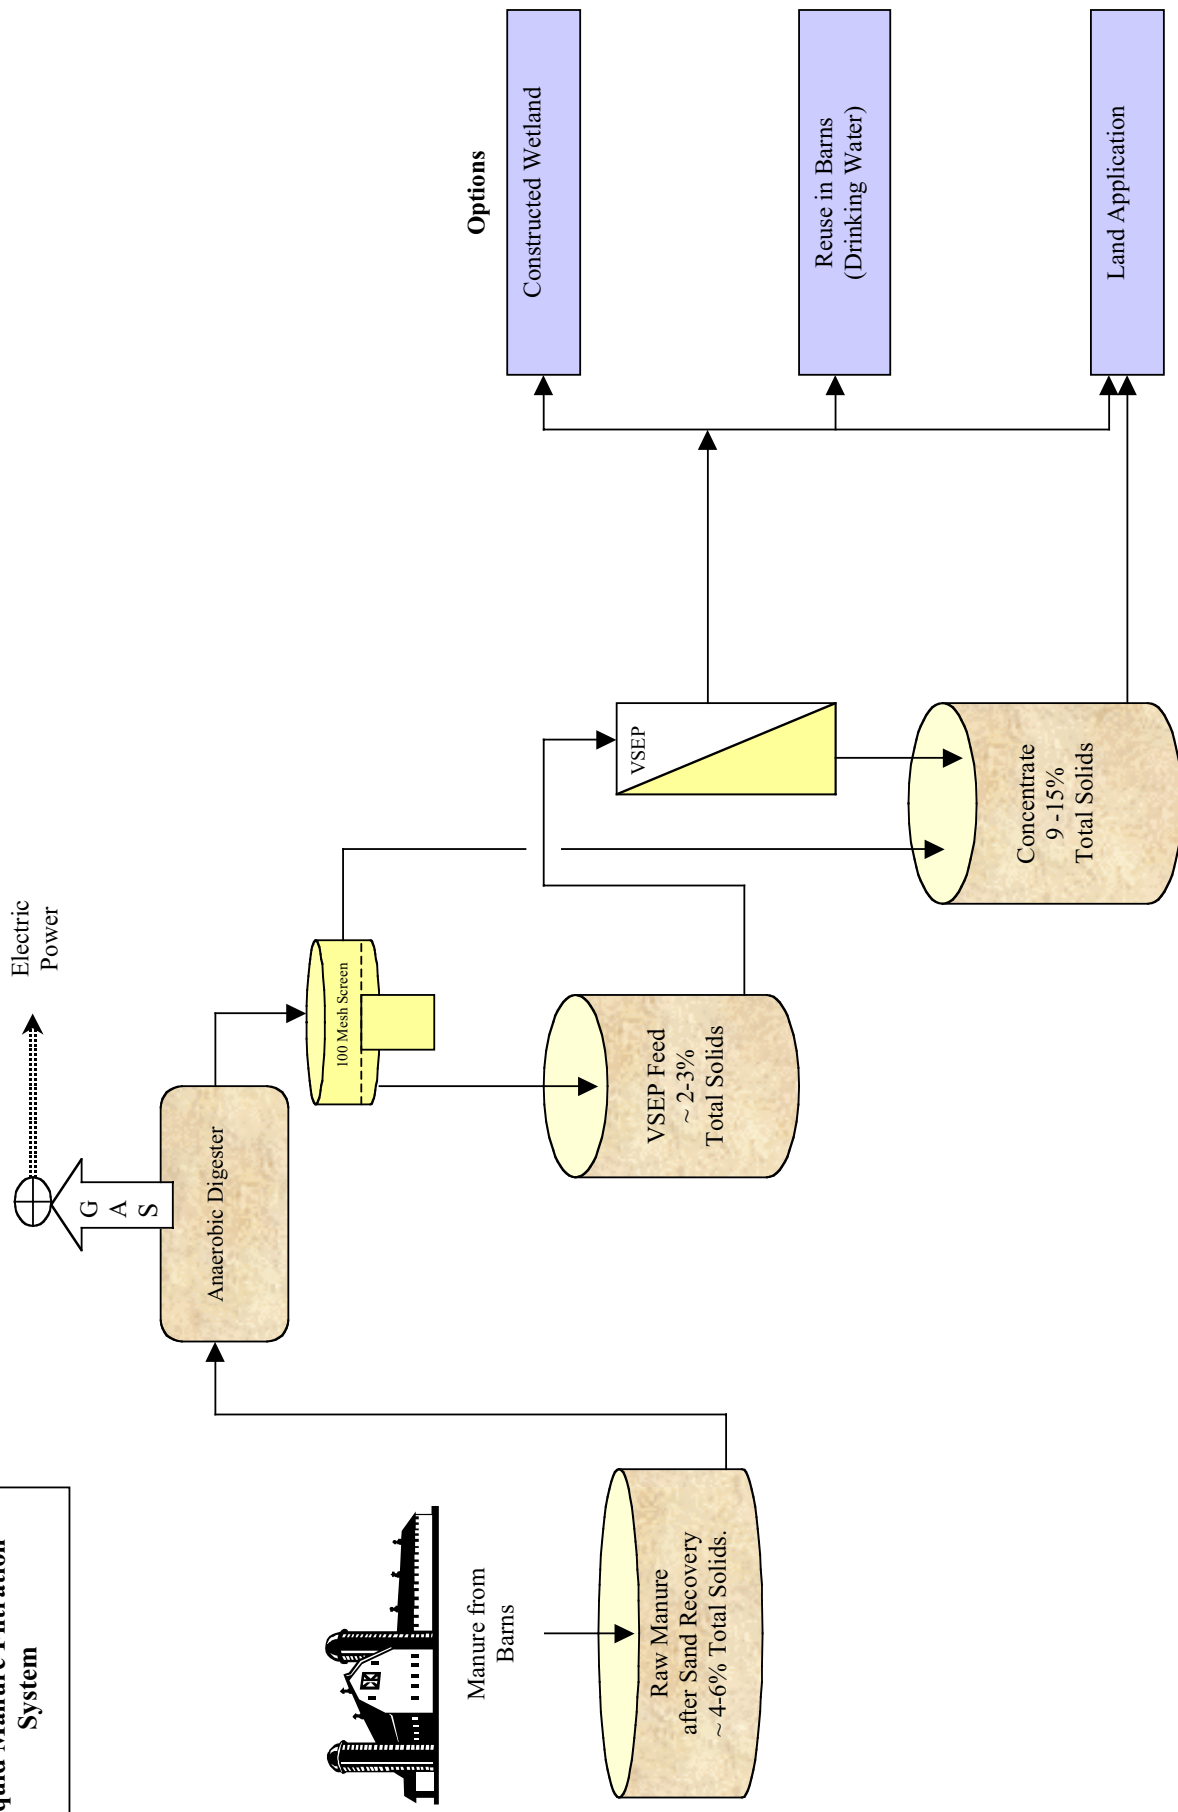 System
Electric
Power
G
A
S
Anaerobic Digester
100 Mesh Screen
Manure from
Barns
Raw Manure
after Sand Recovery
~ 4-6% Total Solids.
VSEP Feed
~ 2-3%
Total Solids
VSEP
Concentrate
9 -15%
Total Solids
Options
Constructed Wetland
Reuse in Barns
(Drinking Water)
Land Application